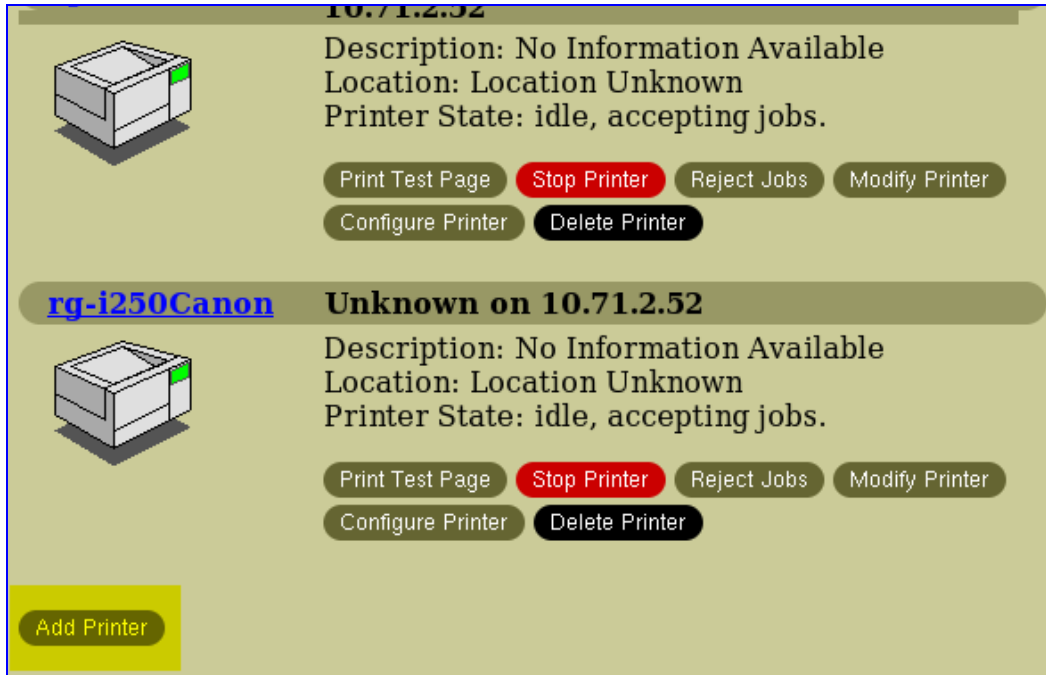 10.71.2.52
Description: No Information Available
Location: Location Unknown
Printer State: idle, accepting jobs.
Print Test Page Stop Printer Reject Jobs Modify Printer
Configure Printer Delete Printer
rg-i250Canon Unknown on 10.71.2.52
Description: No Information Available
Location: Location Unknown
Printer State: idle, accepting jobs.
Print Test Page Stop Printer Reject Jobs Modify Printer
Configure Printer Delete Printer
Add Printer